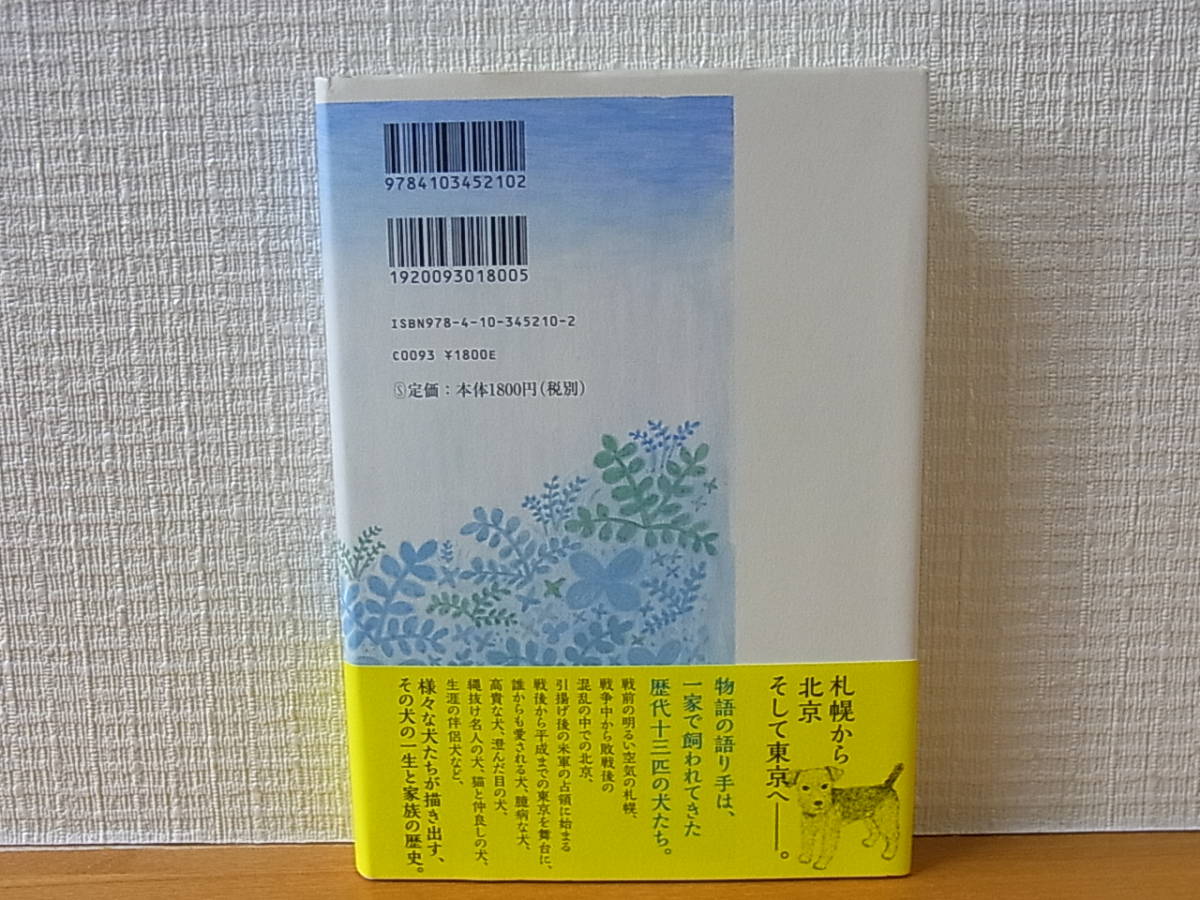 9784103452102
1920093018005
ISBN978-4-10-345210-2
C0093 ¥1800E
Ⓢ定価：本体1800円（税別）
札幌から
北京
そして東京へ――。
物語の語り手は、
一家で飼われてきた
歴代十三匹の犬たち。
戦前の明るい空気の札幌、
戦争中から敗戦後の
混乱の中での北京、
引揚げ後の米軍の占領に始まる
戦後から平成までの東京を舞台に、
誰からも愛される犬、臆病な犬、
高貴な犬、澄んだ目の犬、
縄抜け名人の犬、猫と仲良しの犬、
生涯の伴侶犬など、
様々な犬たちが描き出す、
その犬の一生と家族の歴史。